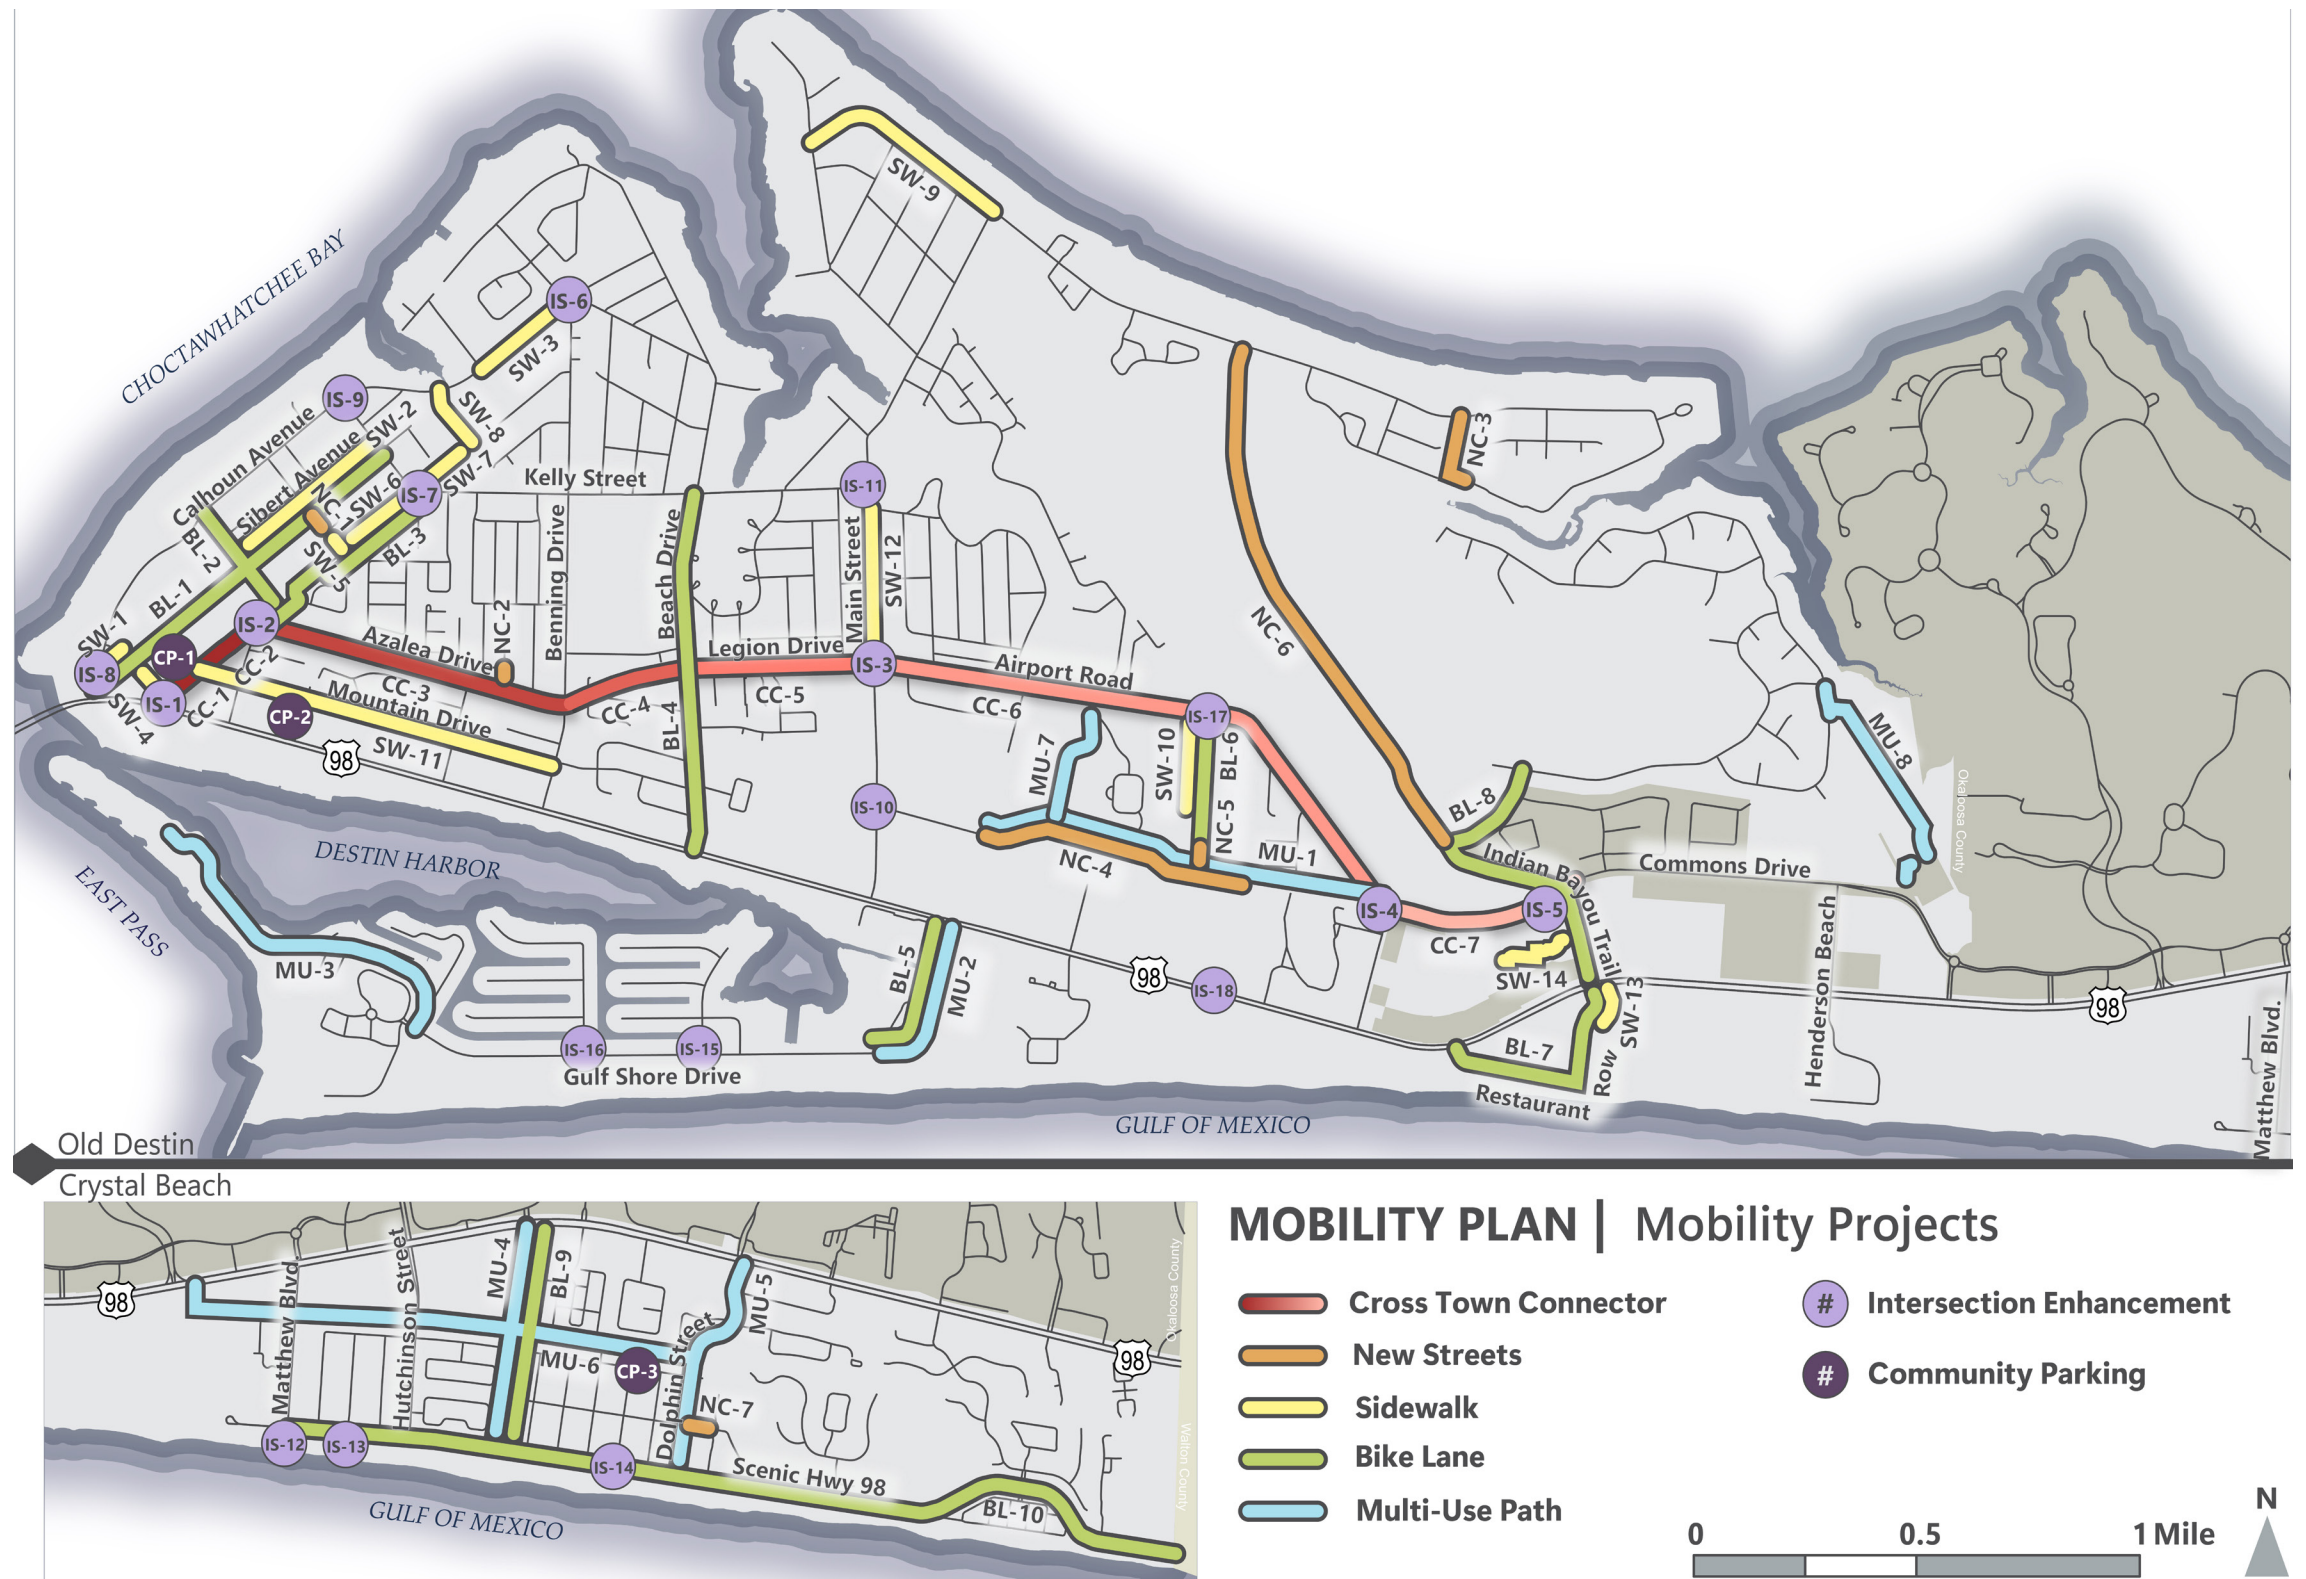 CHOCTAWHATCHEE BAY
SW-9
IS-6
SW-3
IS-9
SW-8
SW-2
Calhoun Avenue
Sibert Avenue
NC-3
SW-7
SW-6
IS-7
Kelly Street
IS-11
NC-1
BL-2
BL-3
SW-5
BL-1
Benning Drive
Beach Drive
Main Street
SW-12
SW-1
IS-2
NC-2
NC-6
CP-1
Azalea Drive
Legion Drive
IS-3
Airport Road
IS-8
CC-2
CC-3
CC-5
IS-1
CC-1
SW-4
CP-2
Mountain Drive
CC-4
CC-6
IS-17
BL-4
SW-11
98
MU-7
SW-10
BL-6
MU-8
Okaloosa County
IS-10
NC-5
BL-8
DESTIN HARBOR
NC-4
MU-1
Indian Bayou Trail
Commons Drive
EAST PASS
IS-4
IS-5
CC-7
MU-3
BL-5
MU-2
98
IS-18
SW-14
SW-13
Henderson Beach
98
IS-16
IS-15
Gulf Shore Drive
BL-7
Restaurant
Row
Matthew Blvd.
GULF OF MEXICO
Old Destin
Crystal Beach
98
Matthew Blvd.
Hutchinson Street
MU-4
BL-9
MU-5
Okaloosa County
98
MU-6
CP-3
Dolphin Street
NC-7
IS-12
IS-13
IS-14
Scenic Hwy 98
BL-10
Walton County
GULF OF MEXICO
MOBILITY PLAN | Mobility Projects
Cross Town Connector
New Streets
Sidewalk
Bike Lane
Multi-Use Path
# Intersection Enhancement
# Community Parking
0 0.5 1 Mile
N